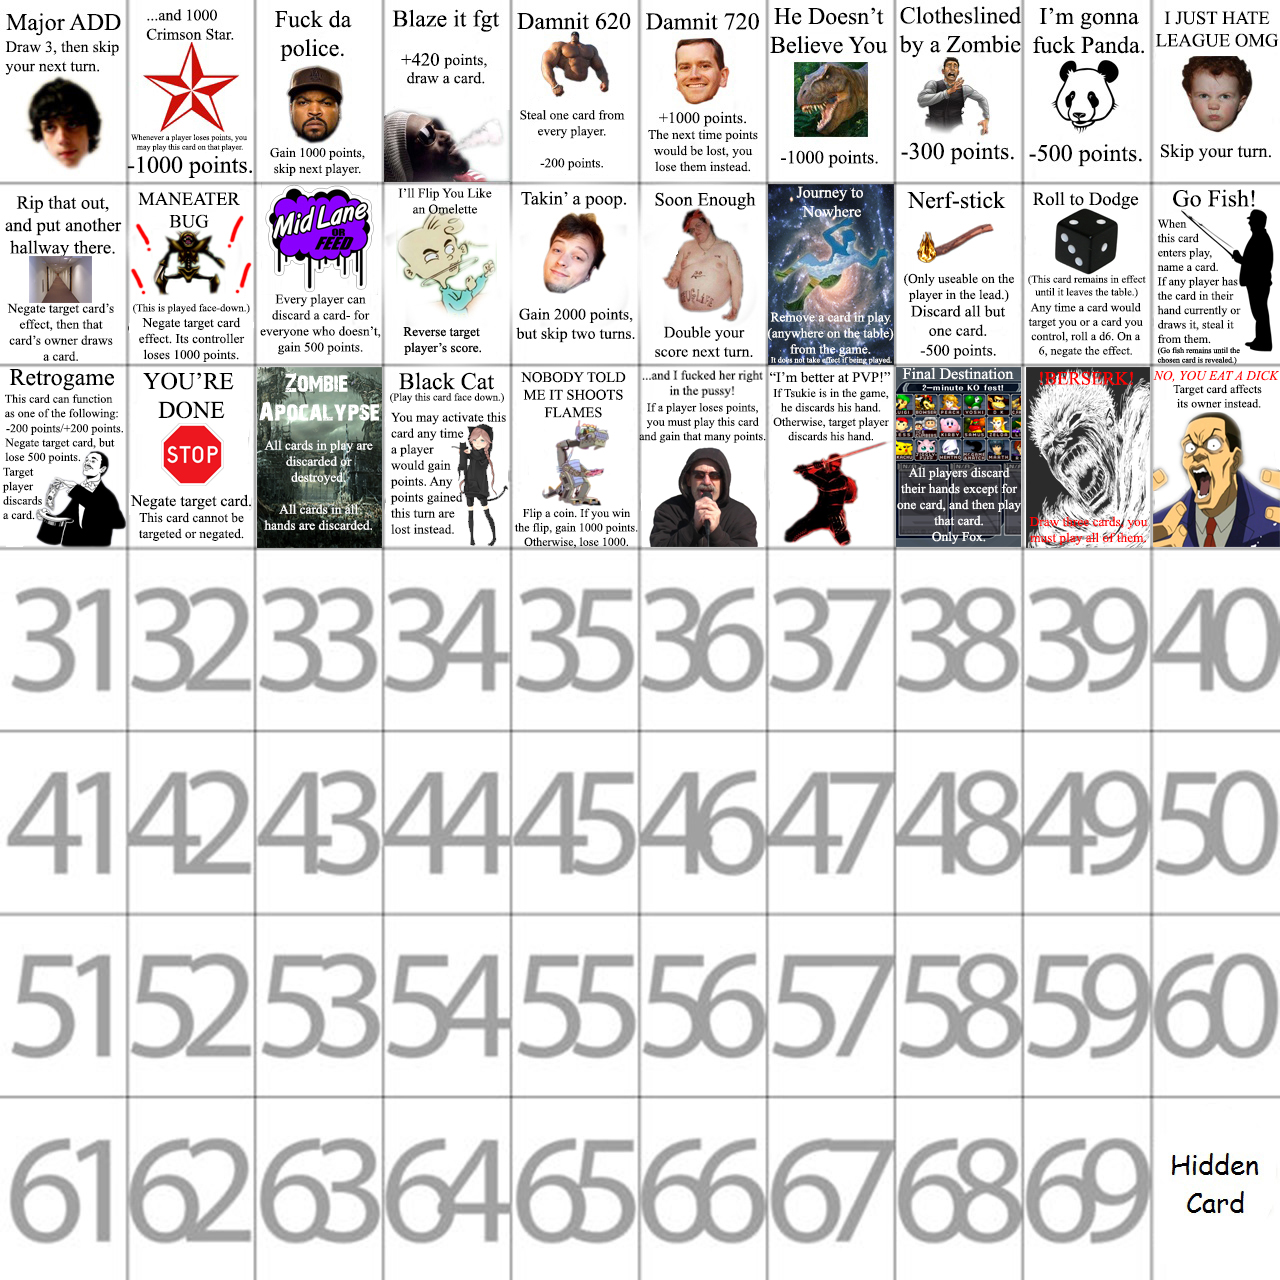 Major ADD
Draw 3, then skip
your next turn.
...and 1000
Crimson Star.
Whenever a player loses points, you
may play this card on that player.
-1000 points.
Fuck da
police.
Gain 1000 points,
skip next player.
Blaze it fgt
+420 points,
draw a card.
Damnit 620
Steal one card from
every player.
-200 points.
Damnit 720
+1000 points.
The next time points
would be lost, you
lose them instead.
He Doesn't
Believe You
-1000 points.
Clotheslined
by a Zombie
-300 points.
I'm gonna
fuck Panda.
-500 points.
I JUST HATE
LEAGUE OMG
Skip your turn.
Rip that out,
and put another
hallway there.
Negate target card's
effect, then that
card's owner draws
a card.
MANEATER
BUG
(This is played face-down.)
Negate target card
effect. Its controller
loses 1000 points.
Mid Lane
OR
FEED
Every player can
discard a card- for
everyone who doesn't,
gain 500 points.
I'll Flip You Like
an Omelette
Reverse target
player's score.
Takin' a poop.
Gain 2000 points,
but skip two turns.
Soon Enough
Double your
score next turn.
Journey to
Nowhere
Remove a card in play
(anywhere on the table)
from the game.
It does not take effect if being played.
Nerf-stick
(Only useable on the
player in the lead.)
Discard all but
one card.
-500 points.
Roll to Dodge
(This card remains in effect
until it leaves the table.)
Any time a card would
target you or a card you
control, roll a d6. On a
6, negate the effect.
Go Fish!
When
this card
enters play,
name a card.
If any player has
the card in their
hand currently or
draws it, steal it
from them.
(Go fish remains until the
chosen card is revealed.)
Retrogame
This card can function
as one of the following:
-200 points/+200 points.
Negate target card, but
lose 500 points.
Target
player
discards
a card.
YOU'RE
DONE
STOP
Negate target card.
This card cannot be
targeted or negated.
ZOMBIE
APOCALYPSE
All cards in play are
discarded or
destroyed.
All cards in all
hands are discarded.
Black Cat
(Play this card face down.)
You may activate this
card any time
a player
would gain
points. Any
points gained
this turn are
lost instead.
NOBODY TOLD
ME IT SHOOTS
FLAMES
Flip a coin. If you win
the flip, gain 1000 points.
Otherwise, lose 1000.
...and I fucked her right
in the pussy!
If a player loses points,
you must play this card
and gain that many points.
"I'm better at PVP!"
If Tsukie is in the game,
he discards his hand.
Otherwise, target player
discards his hand.
Final Destination
2-minute KO fest!
All players discard
their hands except for
one card, and then play
that card.
Only Fox.
!BERSERK!
Draw three cards, you
must play all of them.
NO, YOU EAT A DICK
Target card affects
its owner instead.
31
32
33
34
35
36
37
38
39
40
41
42
43
44
45
46
47
48
49
50
51
52
53
54
55
56
57
58
59
60
61
62
63
64
65
66
67
68
69
Hidden
Card